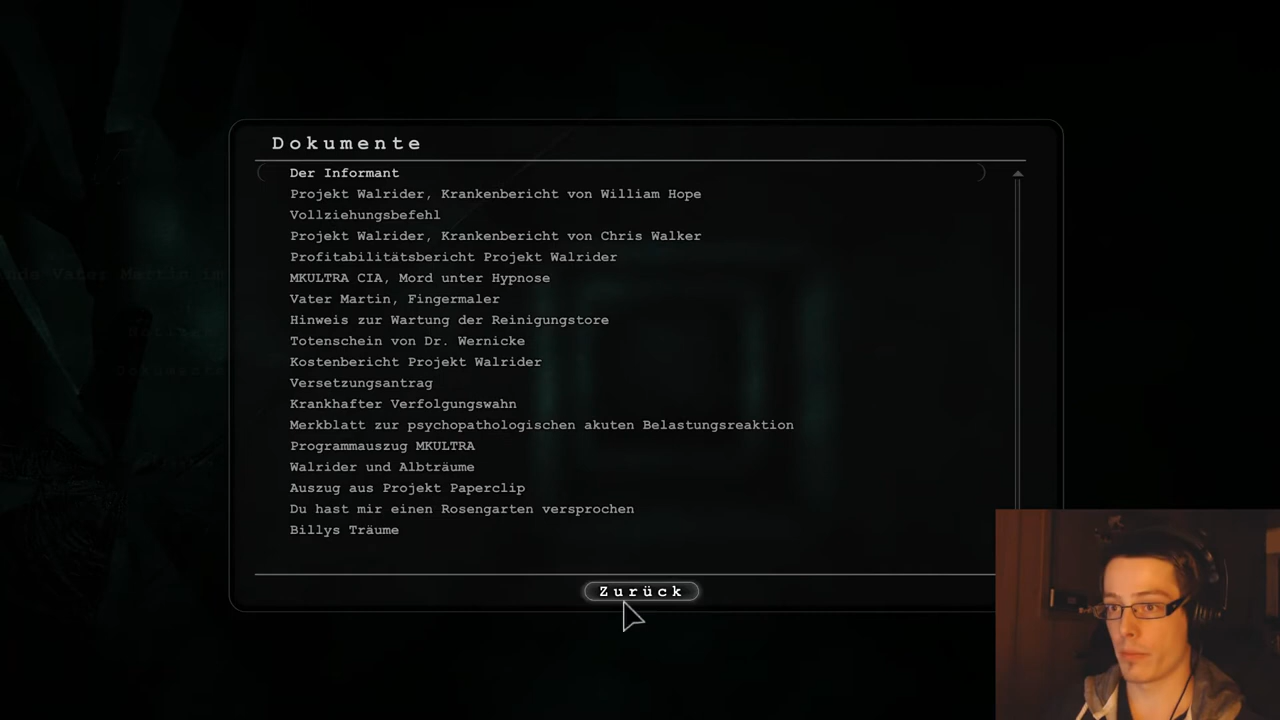 Dokumente
Der Informant
Projekt Walrider, Krankenbericht von William Hope
Vollziehungsbefehl
Projekt Walrider, Krankenbericht von Chris Walker
Profitabilitätsbericht Projekt Walrider
MKULTRA CIA, Mord unter Hypnose
Vater Martin, Fingermaler
Hinweis zur Wartung der Reinigungstore
Totenschein von Dr. Wernicke
Kostenbericht Projekt Walrider
Versetzungsantrag
Krankhafter Verfolgungswahn
Merkblatt zur psychopathologischen akuten Belastungsreaktion
Programmauszug MKULTRA
Walrider und Albträume
Auszug aus Projekt Paperclip
Du hast mir einen Rosengarten versprochen
Billys Träume
Zurück